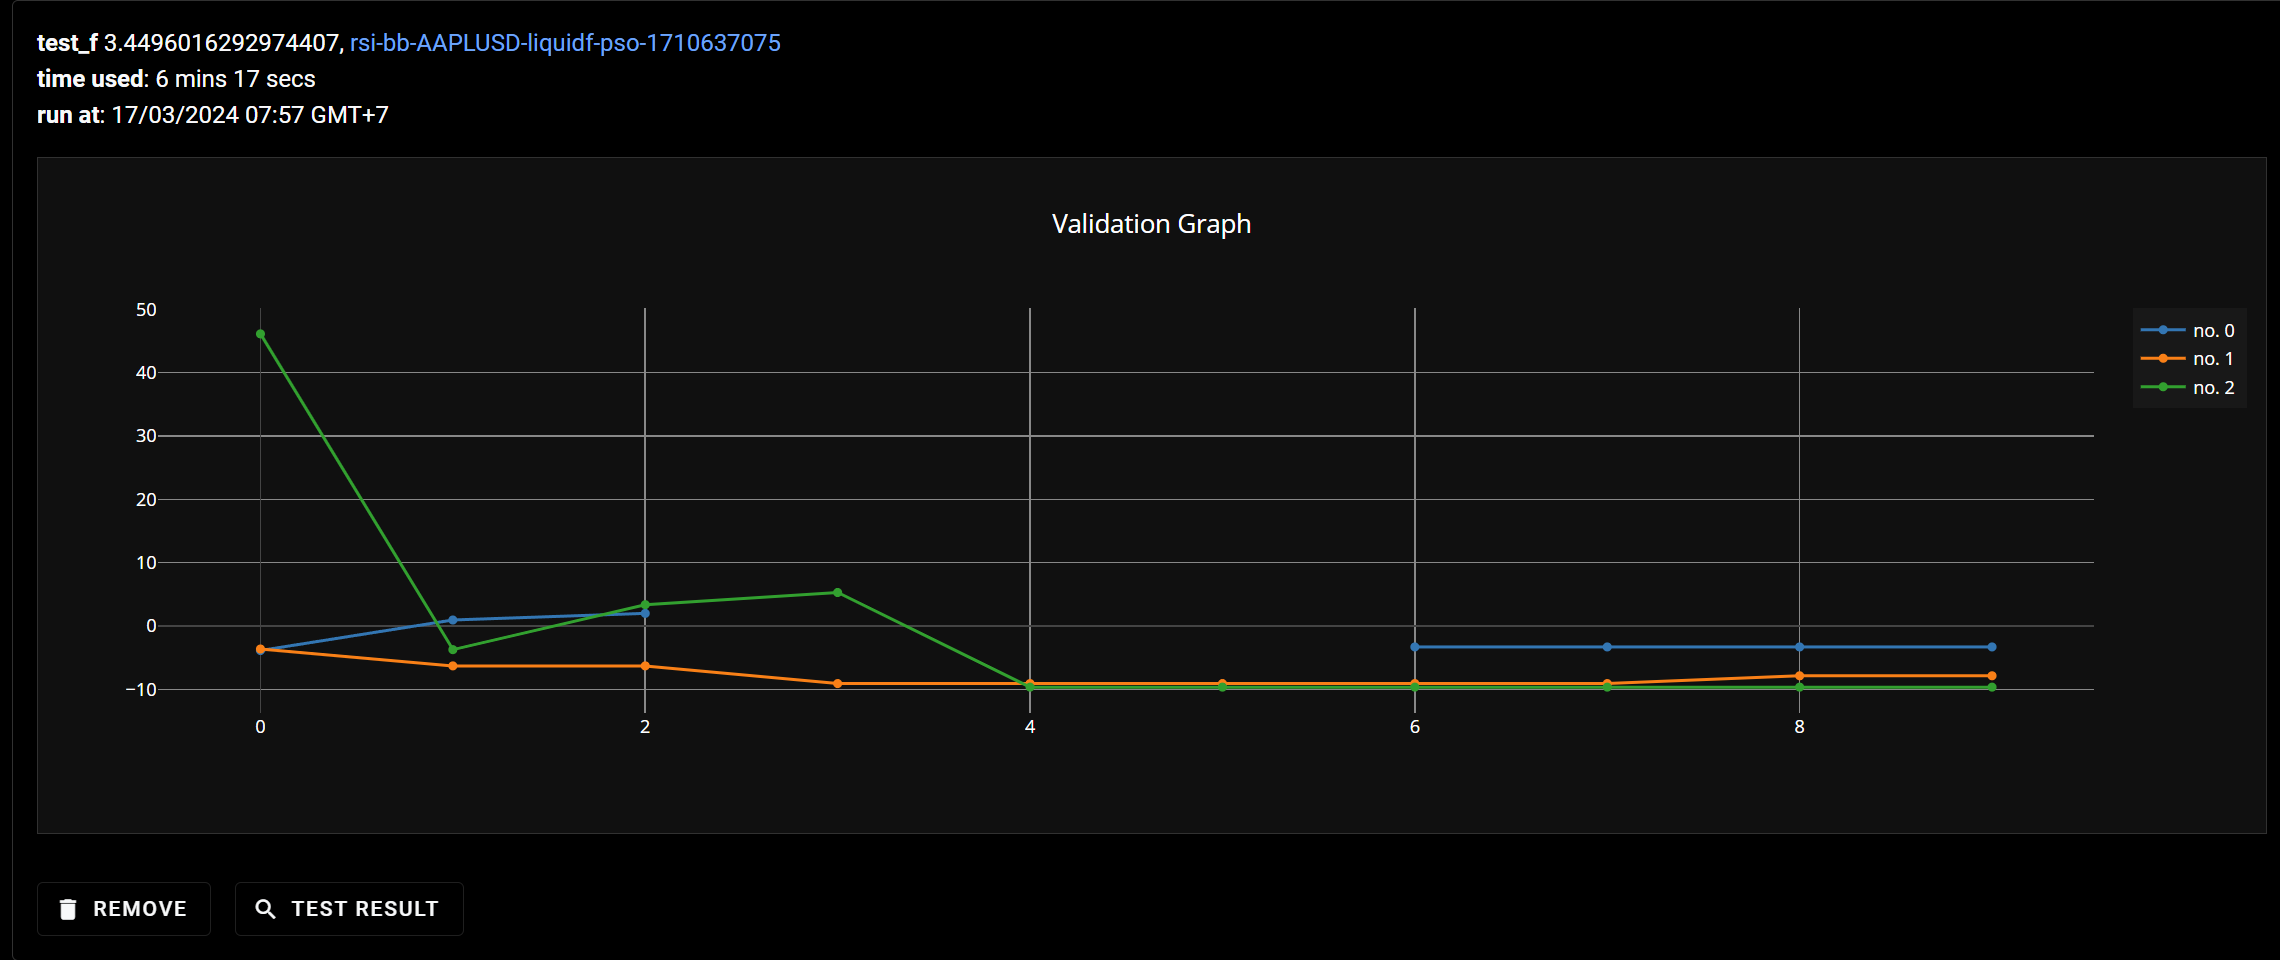 test_f 3.4496016292974407, rsi-bb-AAPLUSD-liquidf-pso-1710637075
time used: 6 mins 17 secs
run at: 17/03/2024 07:57 GMT+7
Validation Graph
50
40
30
20
10
0
−10
0 2 4 6 8
no. 0
no. 1
no. 2
REMOVE
TEST RESULT